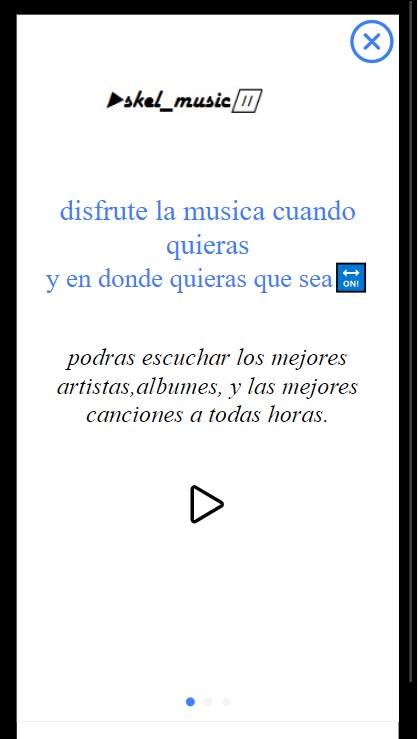 skel_music
disfrute la musica cuando
quieras
y en donde quieras que sea
ON!
podras escuchar los mejores
artistas,albumes, y las mejores
canciones a todas horas.